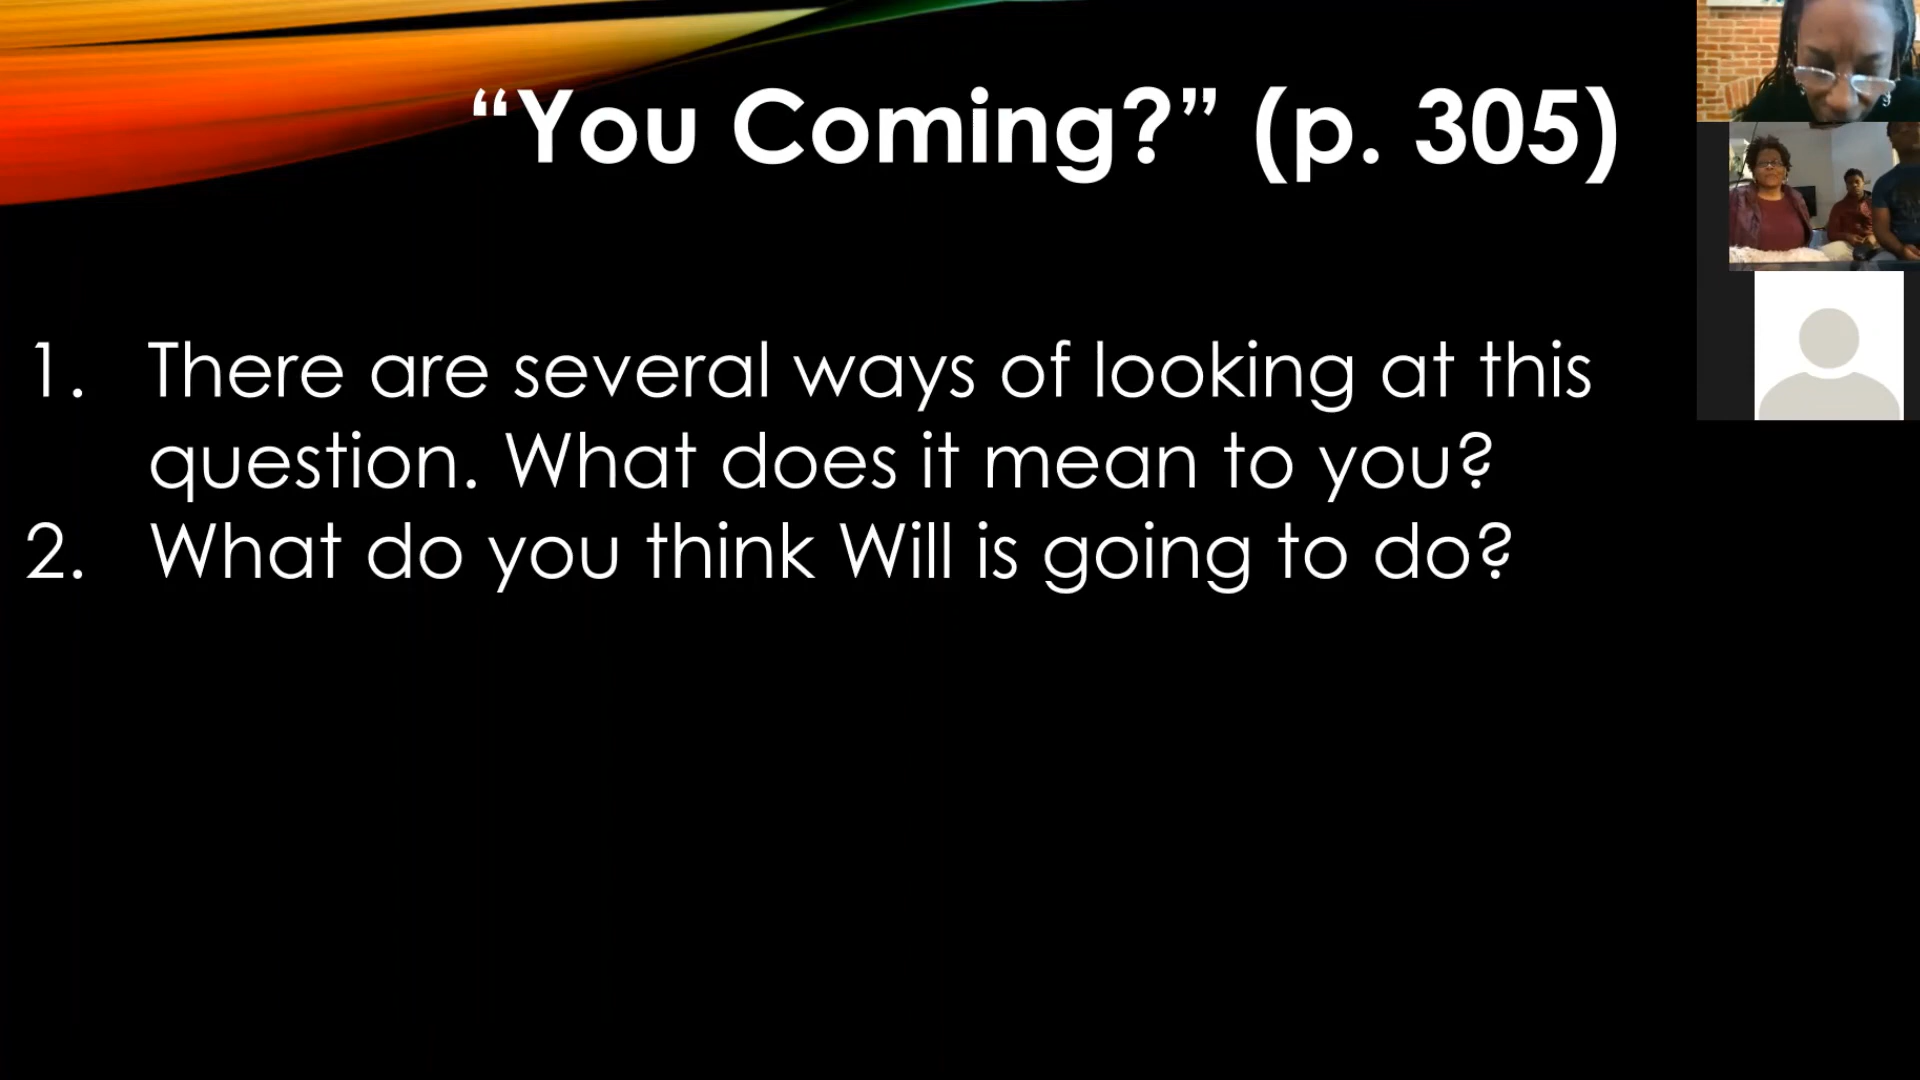 “You Coming?” (p. 305)
1. There are several ways of looking at this
question. What does it mean to you?
2. What do you think Will is going to do?